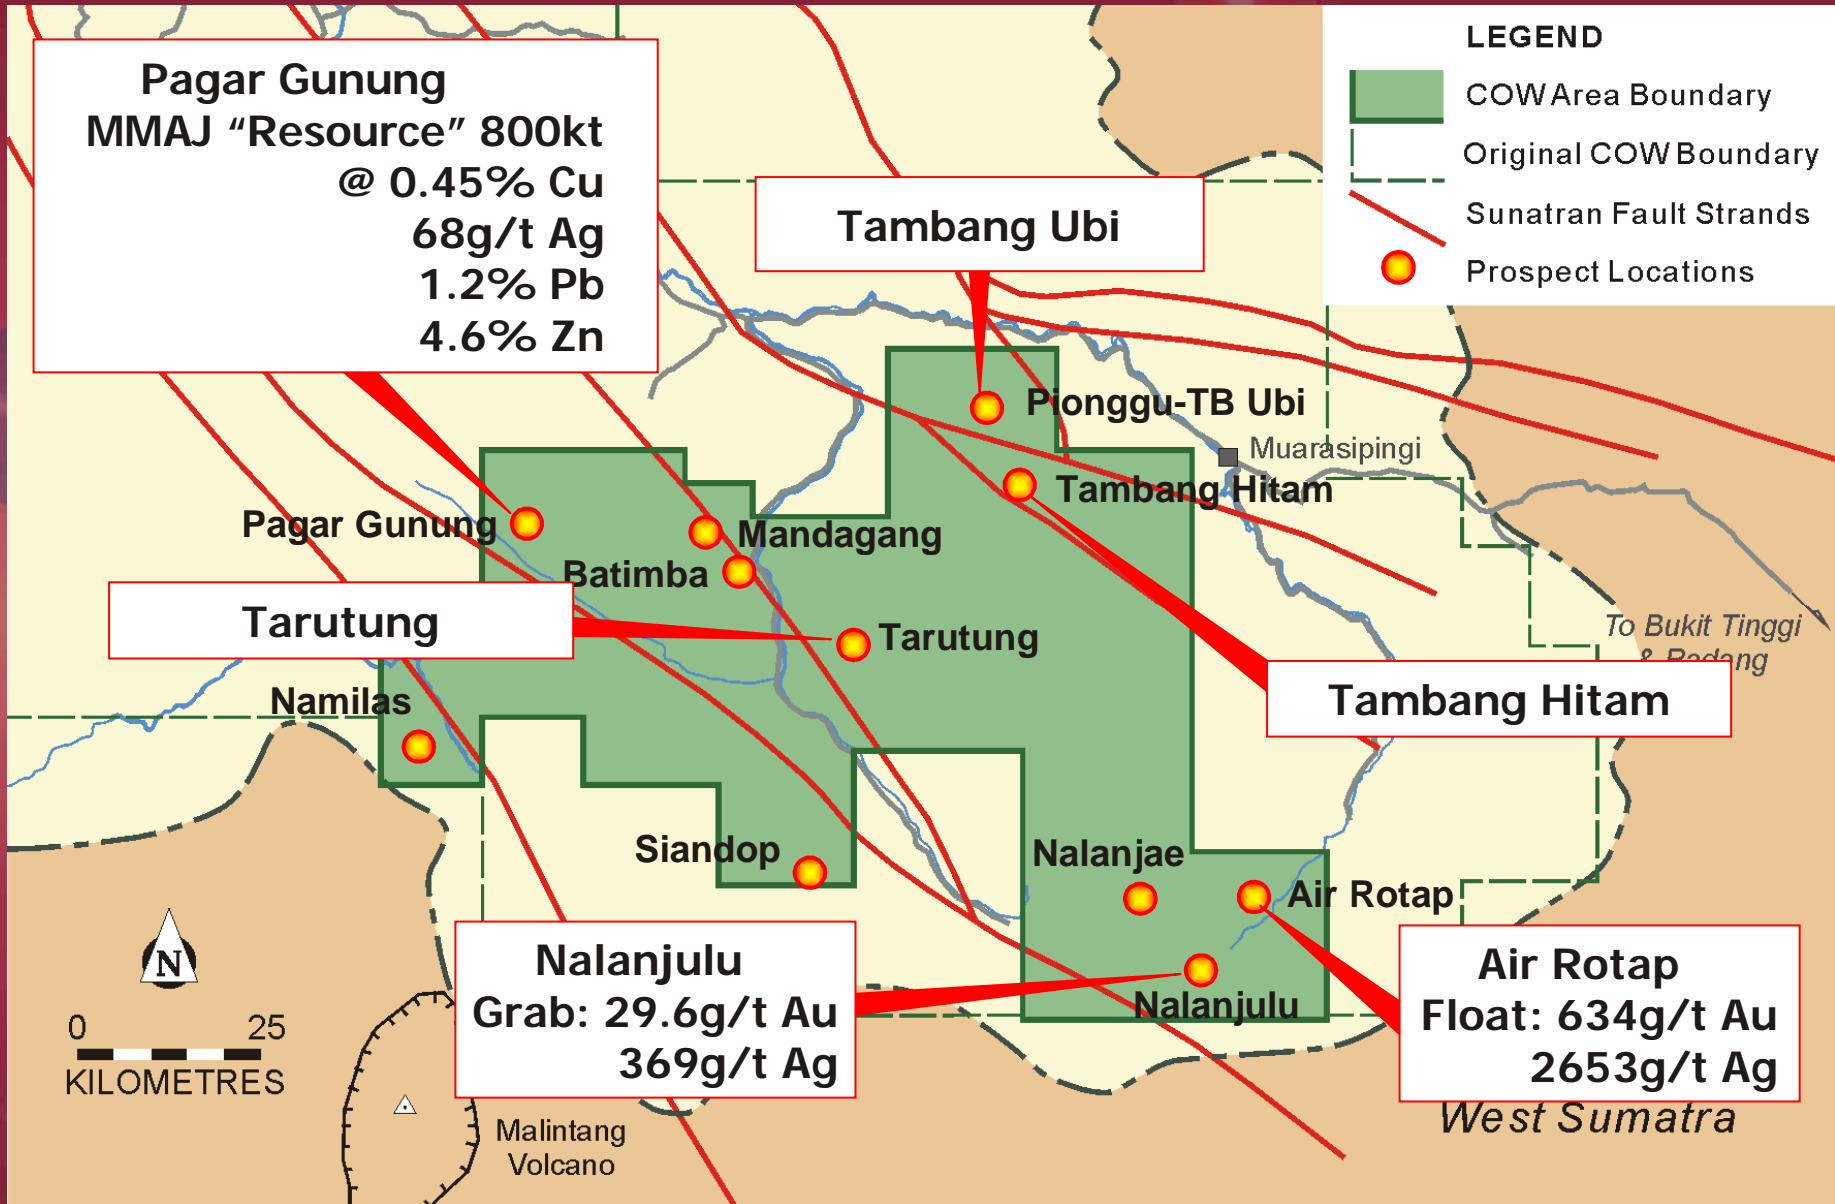 Pagar Gunung
MMAJ “Resource” 800kt
@ 0.45% Cu
68g/t Ag
1.2% Pb
4.6% Zn
LEGEND
COW Area Boundary
Original COW Boundary
Sunatran Fault Strands
Prospect Locations
Tambang Ubi
Pionggu-TB Ubi
Muarasipingi
Tambang Hitam
Pagar Gunung
Mandagang
Batimba
Tarutung
Tarutung
To Bukit Tinggi
& Padang
Tambang Hitam
Namilas
Siandop
Nalanjae
Air Rotap
Nalanjulu
Grab: 29.6g/t Au
369g/t Ag
Nalanjulu
Air Rotap
Float: 634g/t Au
2653g/t Ag
N
0 25
KILOMETRES
Malintang
Volcano
West Sumatra